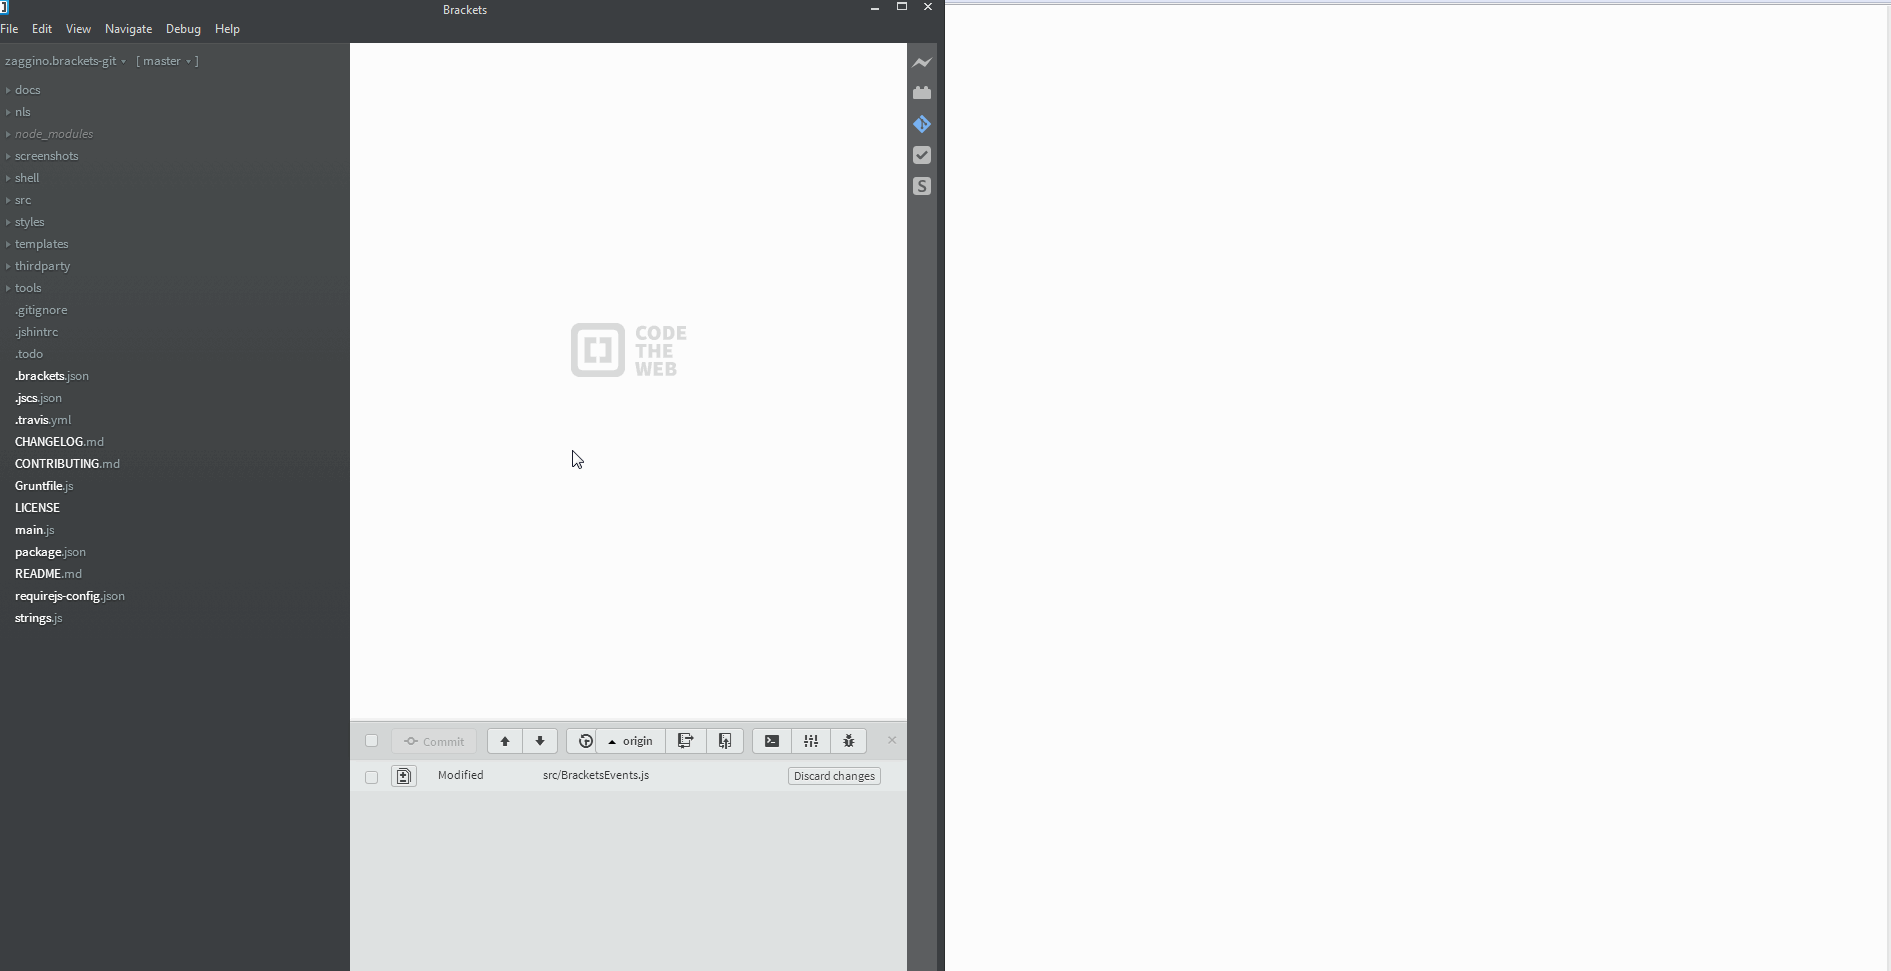 Brackets
File Edit View Navigate Debug Help
zaggino.brackets-git [ master ]
docs
nls
node_modules
screenshots
shell
src
styles
templates
thirdparty
tools
.gitignore
.jshintrc
.todo
.brackets.json
.jscs.json
.travis.yml
CHANGELOG.md
CONTRIBUTING.md
Gruntfile.js
LICENSE
main.js
package.json
README.md
requirejs-config.json
strings.js
CODE
THE
WEB
S
Commit origin
Modified src/BracketsEvents.js Discard changes